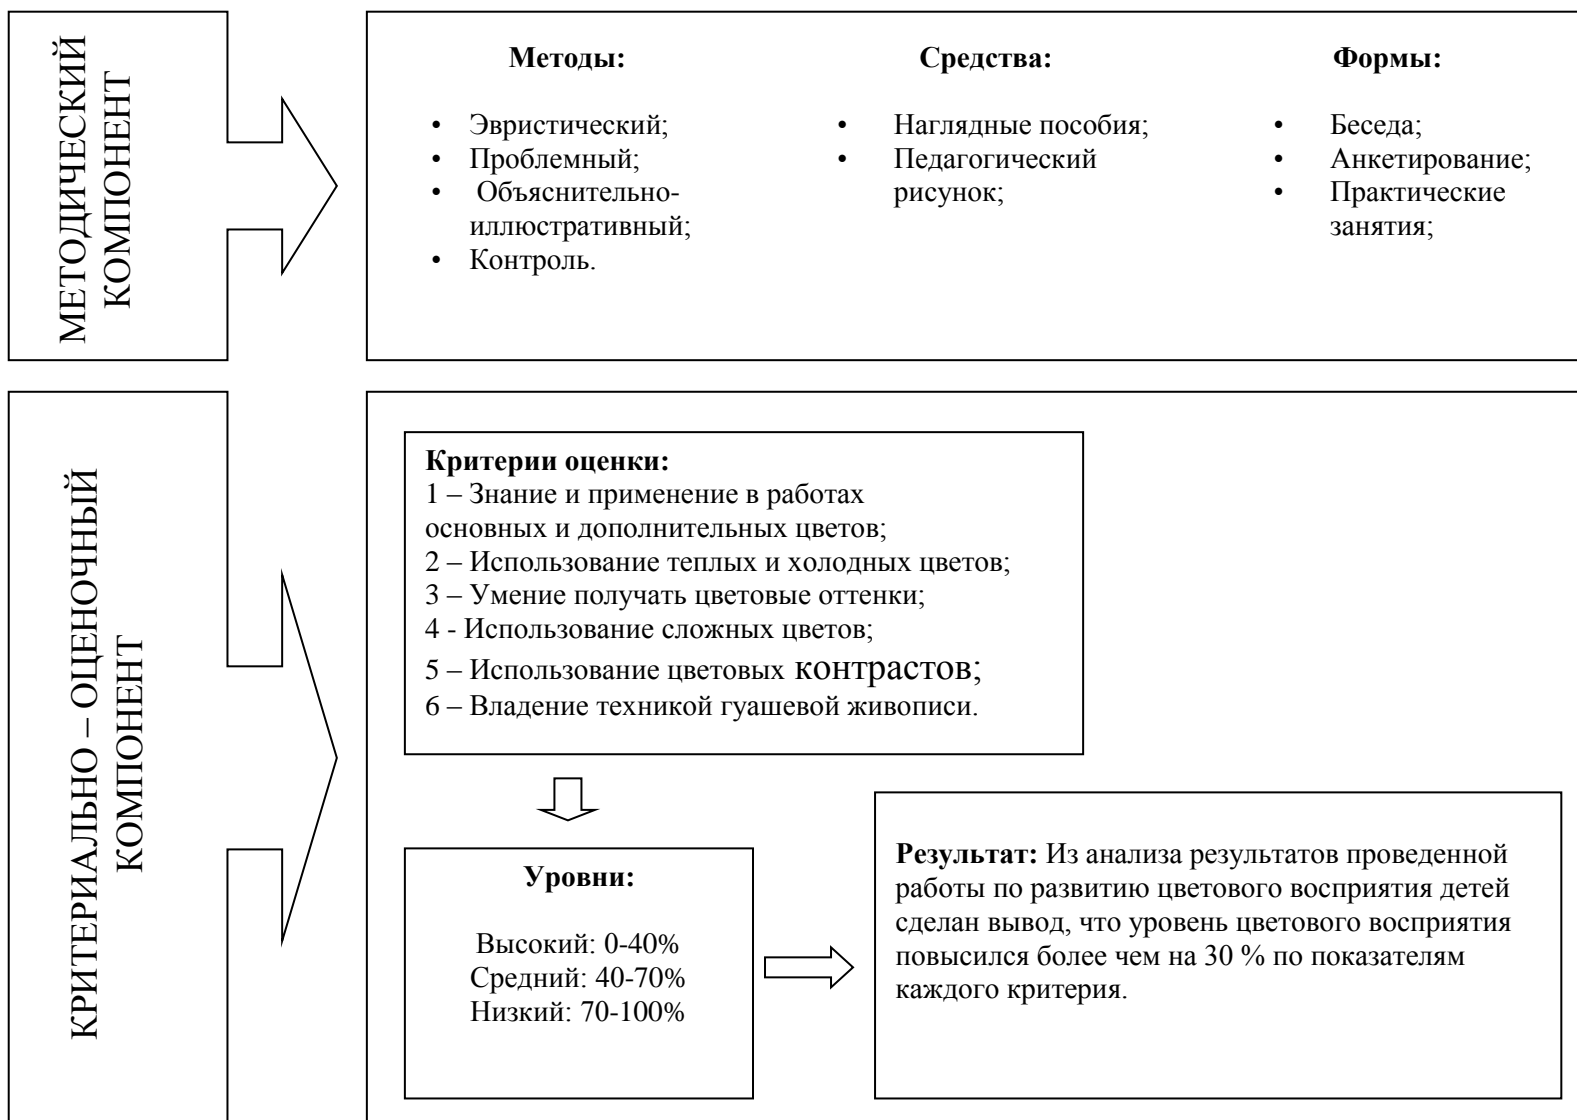 МЕТОДИЧЕСКИЙ
КОМПОНЕНТ
Методы:
• Эвристический;
• Проблемный;
• Объяснительно-
иллюстративный;
• Контроль.
Средства:
• Наглядные пособия;
• Педагогический
рисунок;
Формы:
• Беседа;
• Анкетирование;
• Практические
занятия;
КРИТЕРИАЛЬНО – ОЦЕНОЧНЫЙ
КОМПОНЕНТ
Критерии оценки:
1 – Знание и применение в работах
основных и дополнительных цветов;
2 – Использование теплых и холодных цветов;
3 – Умение получать цветовые оттенки;
4 - Использование сложных цветов;
5 – Использование цветовых контрастов;
6 – Владение техникой гуашевой живописи.
Уровни:
Высокий: 0-40%
Средний: 40-70%
Низкий: 70-100%
Результат: Из анализа результатов проведенной
работы по развитию цветового восприятия детей
сделан вывод, что уровень цветового восприятия
повысился более чем на 30 % по показателям
каждого критерия.